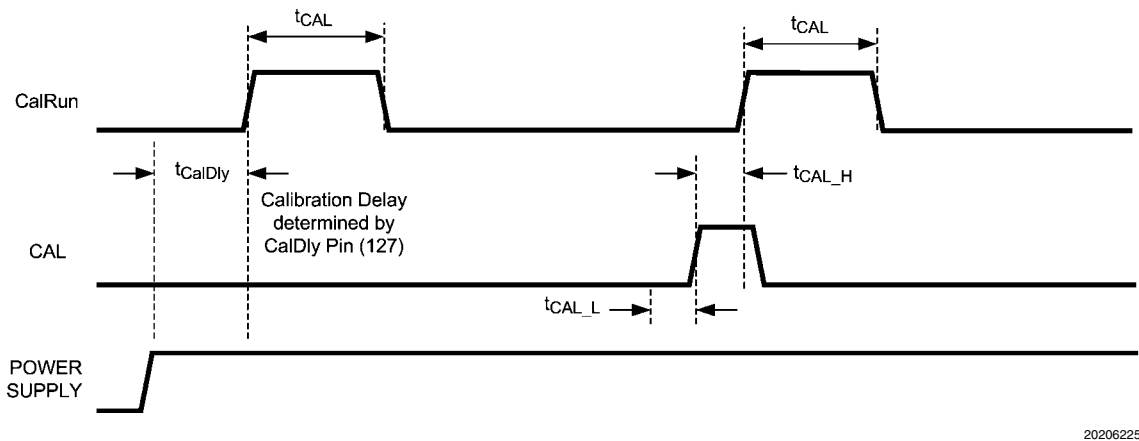 tCAL
tCAL
CalRun
tCalDly
tCAL_H
Calibration Delay
determined by
CalDly Pin (127)
CAL
tCAL_L
POWER
SUPPLY
20206225